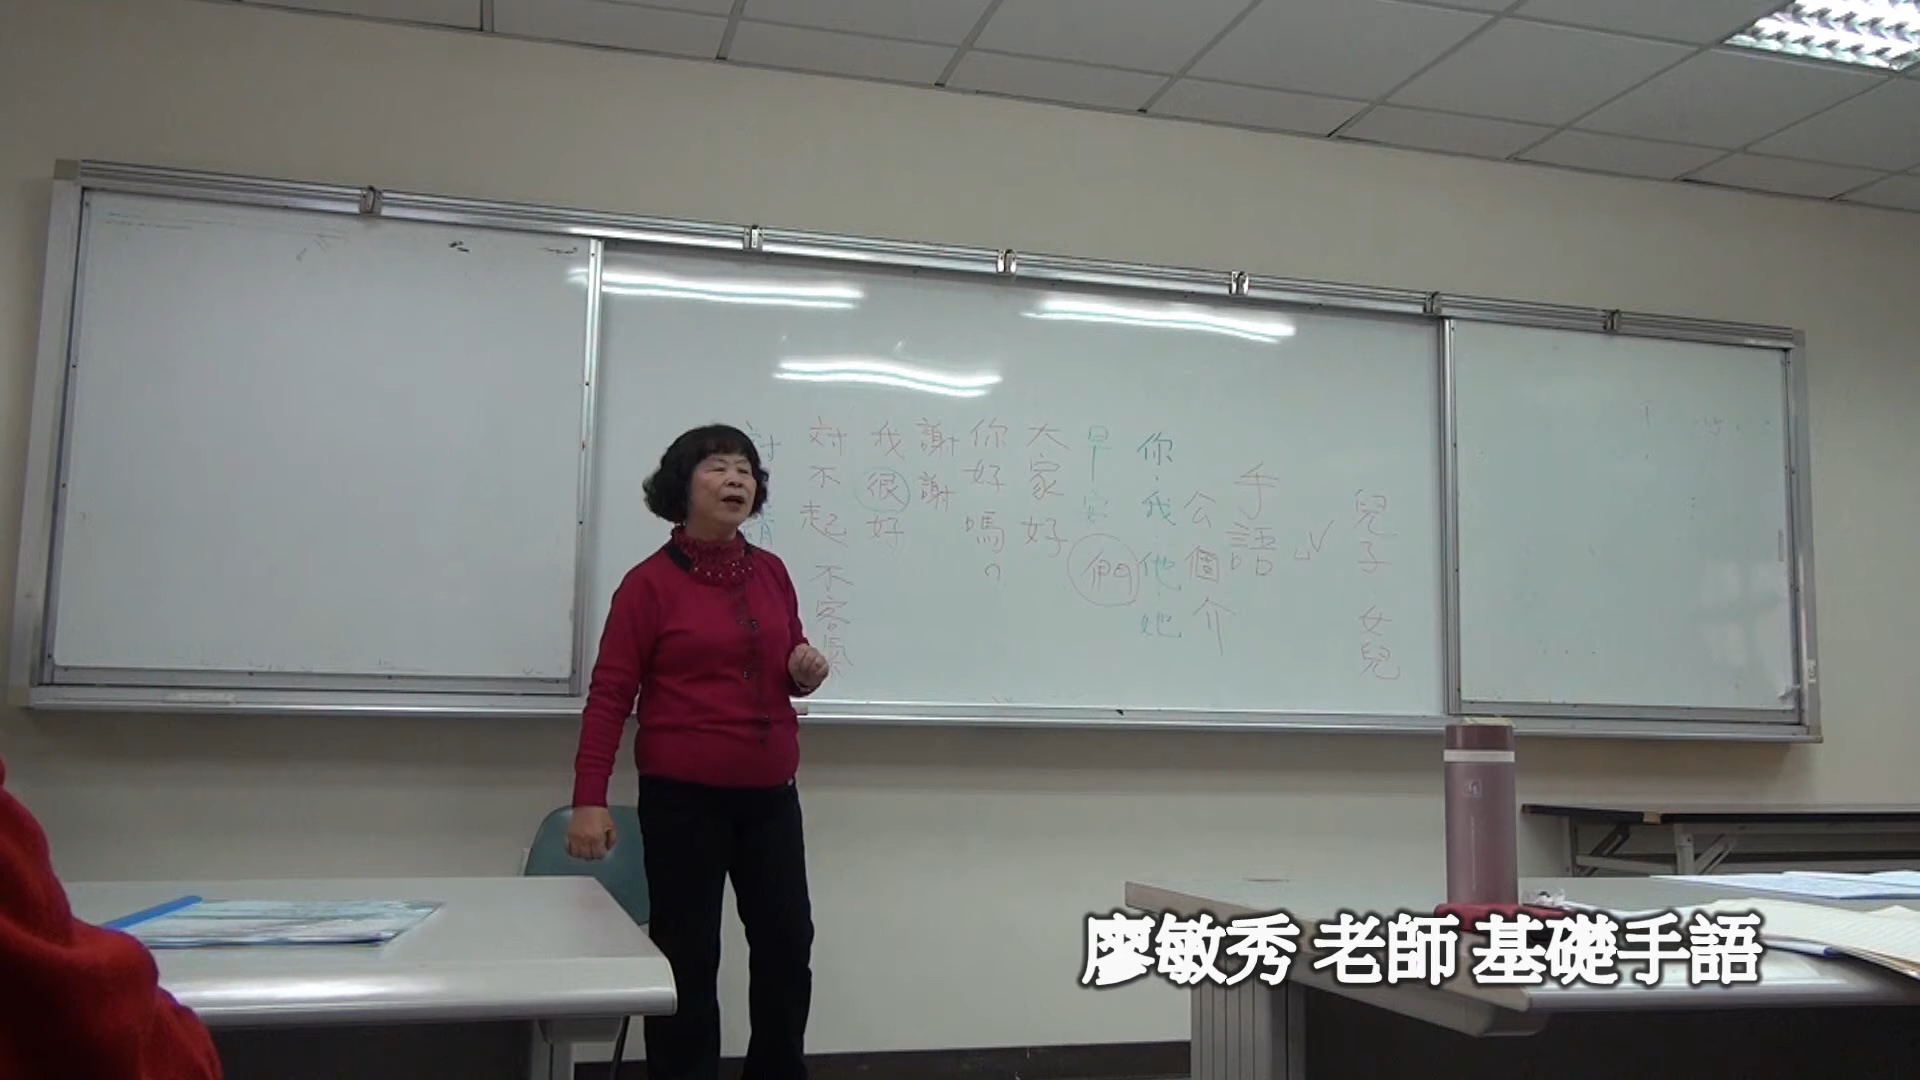 兒子 女兒
手語
公個介
你、我、他、她
早安
們
大家好
你好嗎?
謝謝
我很好
対不起 不客氣
請
廖敏秀 老師 基礎手語